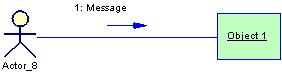 1: Message
Object 1
Actor_8